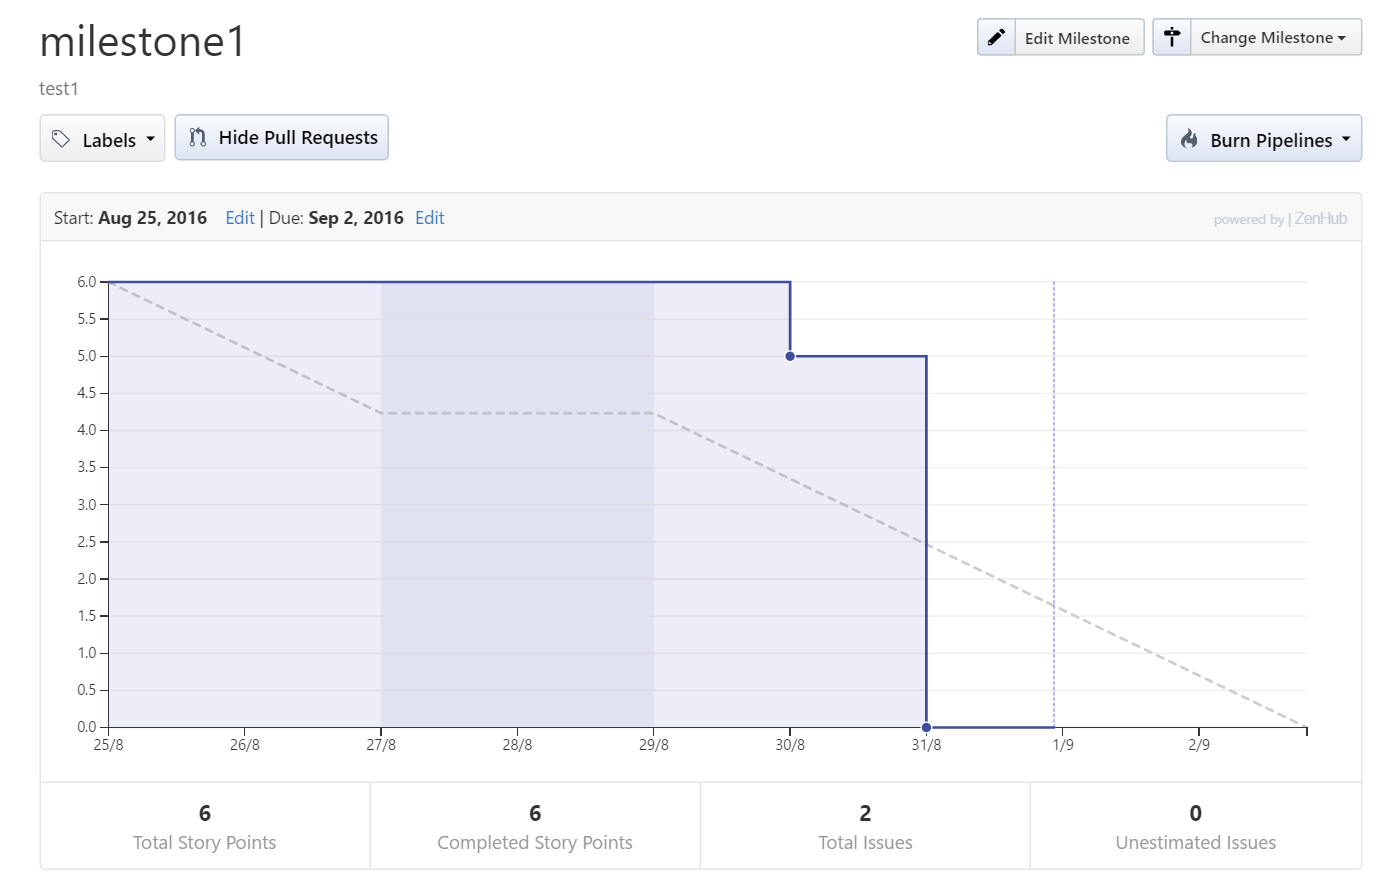 milestone1
Edit Milestone
Change Milestone
test1
Labels
Hide Pull Requests
Burn Pipelines
Start: Aug 25, 2016 Edit | Due: Sep 2, 2016 Edit
powered by | ZenHub
6.0
5.5
5.0
4.5
4.0
3.5
3.0
2.5
2.0
1.5
1.0
0.5
0.0
25/8 26/8 27/8 28/8 29/8 30/8 31/8 1/9 2/9
6
Total Story Points
6
Completed Story Points
2
Total Issues
0
Unestimated Issues